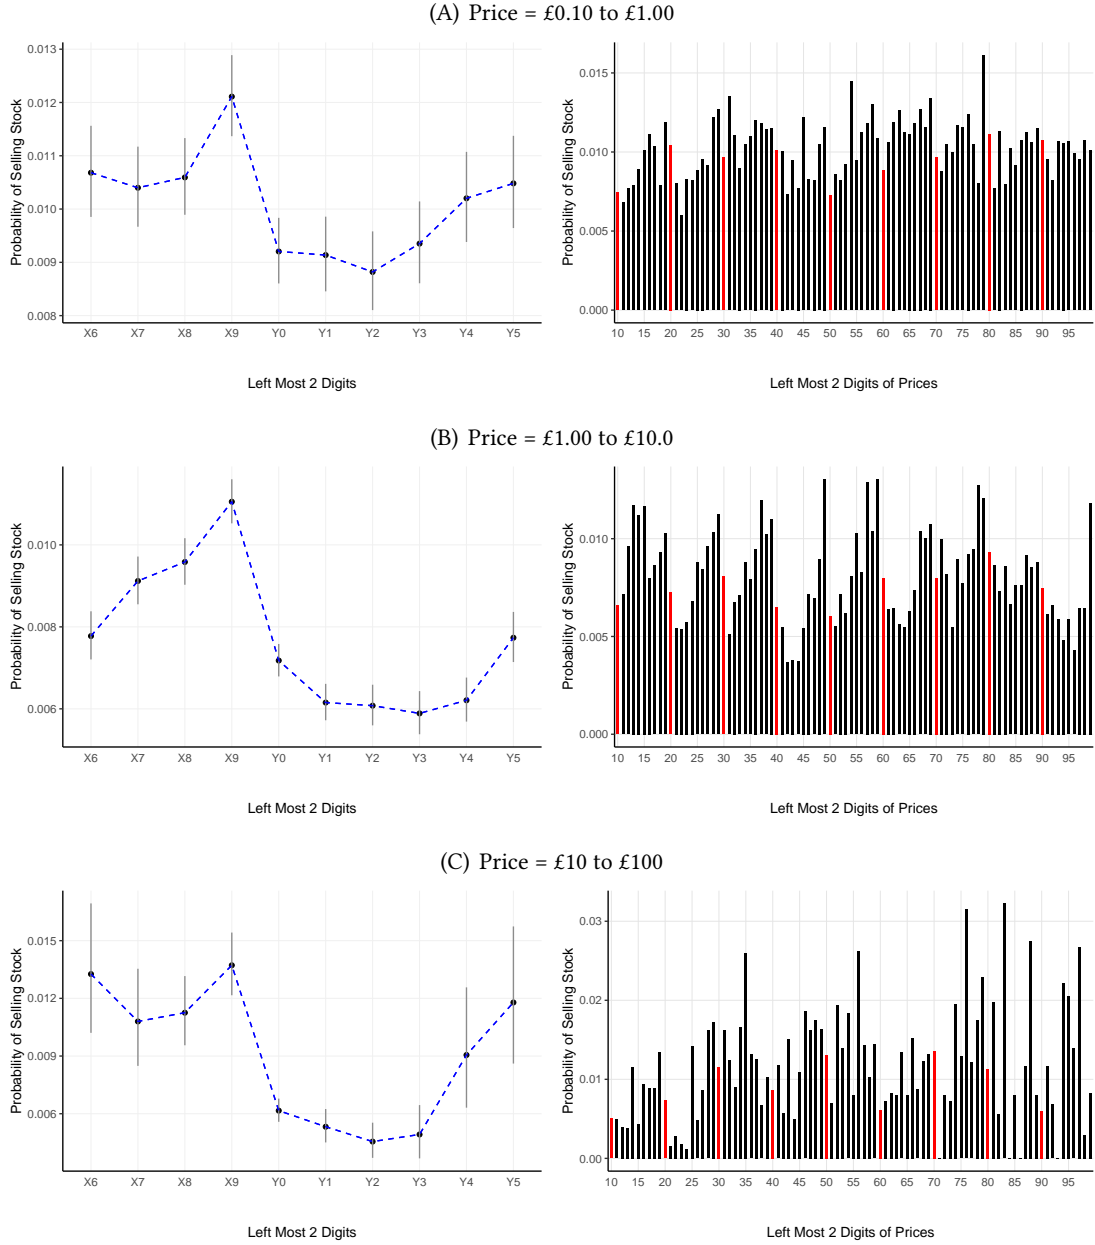 (A) Price = £0.10 to £1.00
Probability of Selling Stock
0.013
0.012
0.011
0.010
0.009
0.008
X6 X7 X8 X9 Y0 Y1 Y2 Y3 Y4 Y5
Left Most 2 Digits
Probability of Selling Stock
0.015
0.010
0.005
0.000
10 15 20 25 30 35 40 45 50 55 60 65 70 75 80 85 90 95
Left Most 2 Digits of Prices
(B) Price = £1.00 to £10.0
Probability of Selling Stock
0.010
0.008
0.006
X6 X7 X8 X9 Y0 Y1 Y2 Y3 Y4 Y5
Left Most 2 Digits
Probability of Selling Stock
0.010
0.005
0.000
10 15 20 25 30 35 40 45 50 55 60 65 70 75 80 85 90 95
Left Most 2 Digits of Prices
(C) Price = £10 to £100
Probability of Selling Stock
0.015
0.012
0.009
0.006
X6 X7 X8 X9 Y0 Y1 Y2 Y3 Y4 Y5
Left Most 2 Digits
Probability of Selling Stock
0.03
0.02
0.01
0.00
10 15 20 25 30 35 40 45 50 55 60 65 70 75 80 85 90 95
Left Most 2 Digits of Prices